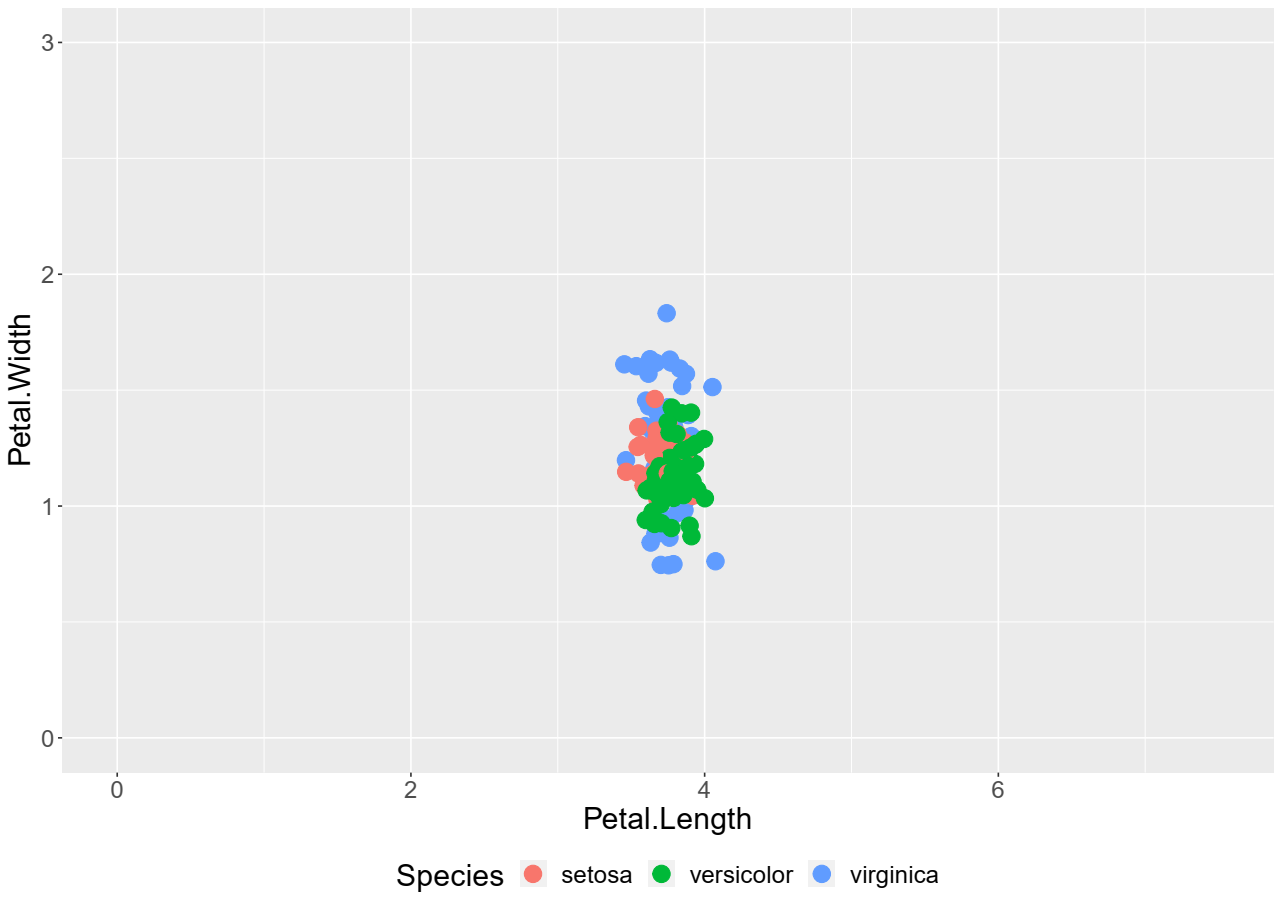 3
2
1
0
Petal.Width
0 2 4 6
Petal.Length
Species setosa versicolor virginica